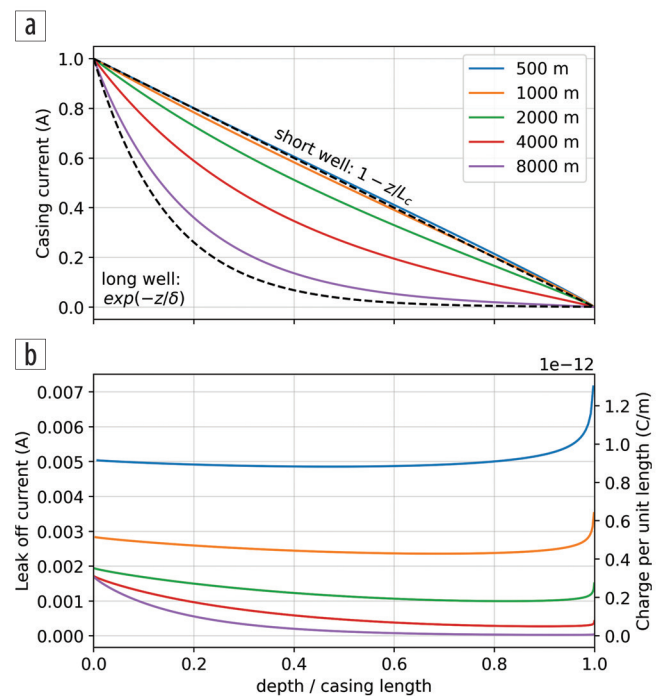 a
1.0
0.8
0.6
0.4
0.2
0.0
Casing current (A)
500 m
1000 m
2000 m
4000 m
8000 m
short well: 1 − z/L_c
long well:
exp(−z/δ)
b
1e−12
0.007
0.006
0.005
0.004
0.003
0.002
0.001
0.000
Leak off current (A)
1.2
1.0
0.8
0.6
0.4
0.2
0.0
Charge per unit length (C/m)
0.0 0.2 0.4 0.6 0.8 1.0
depth / casing length